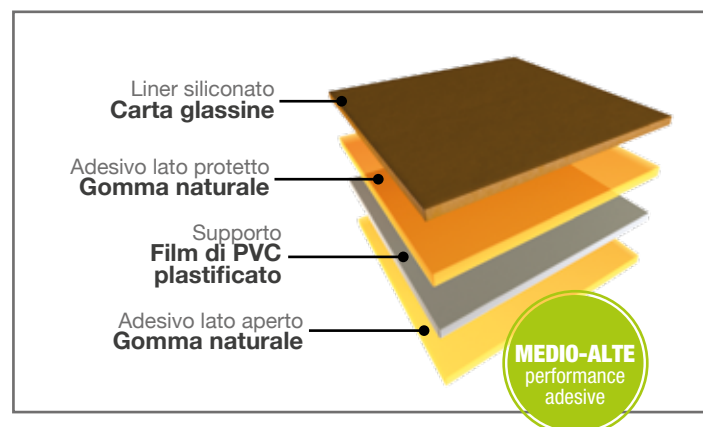 Liner siliconato
Carta glassine
Adesivo lato protetto
Gomma naturale
Supporto
Film di PVC
plastificato
Adesivo lato aperto
Gomma naturale
MEDIO-ALTE
performance
adesive